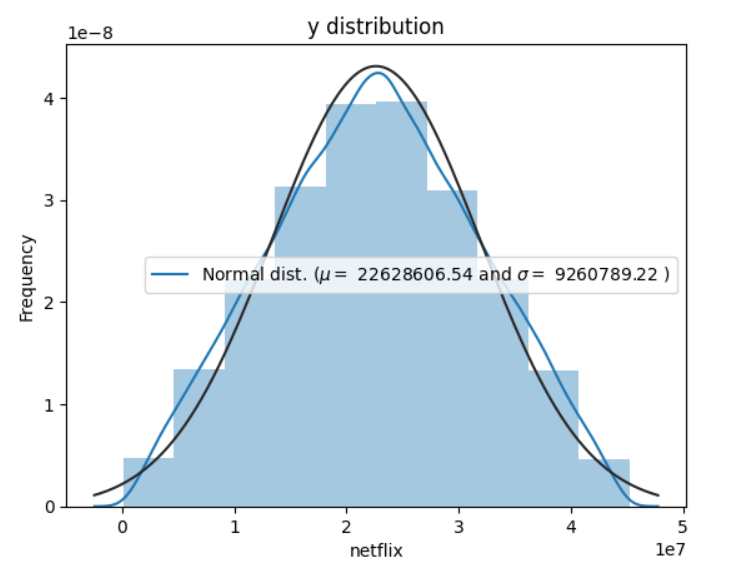 y distribution
1e−8
4
3
2
1
0
Frequency
Normal dist. (μ = 22628606.54 and σ = 9260789.22 )
0 1 2 3 4 5
1e7
netflix